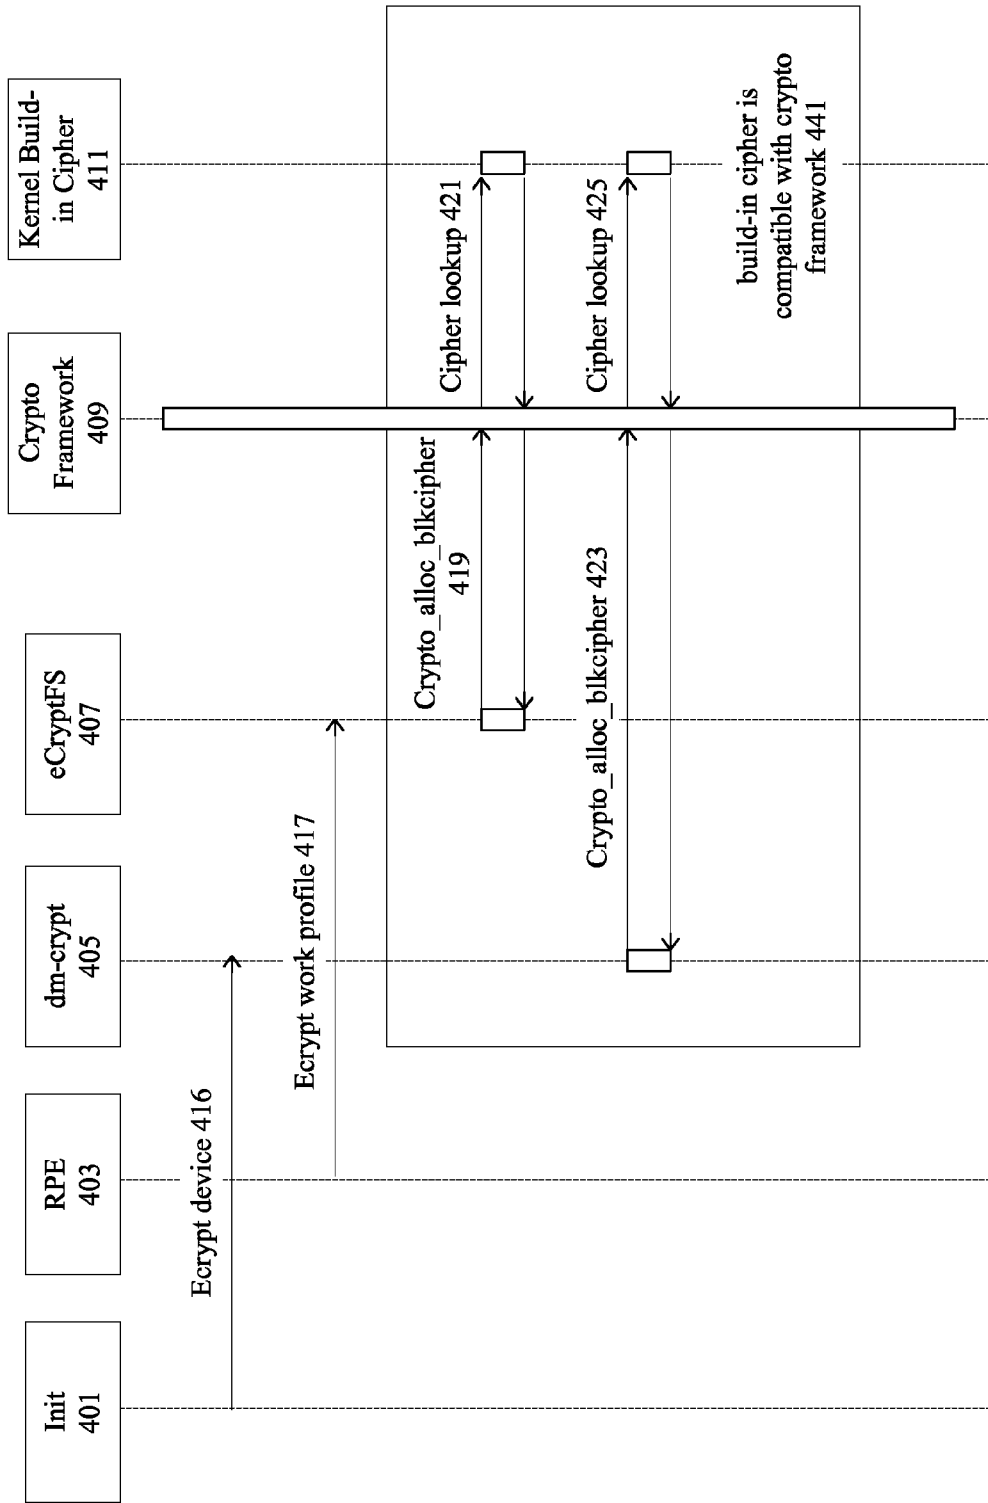 Init
401
RPE
403
dm-crypt
405
eCryptFS
407
Crypto
Framework
409
Kernel Build-
in Cipher
411
Ecrypt device 416
Ecrypt work profile 417
Crypto_alloc_blkcipher
419
Cipher lookup 421
Crypto_alloc_blkcipher 423
Cipher lookup 425
build-in cipher is
compatible with crypto
framework 441